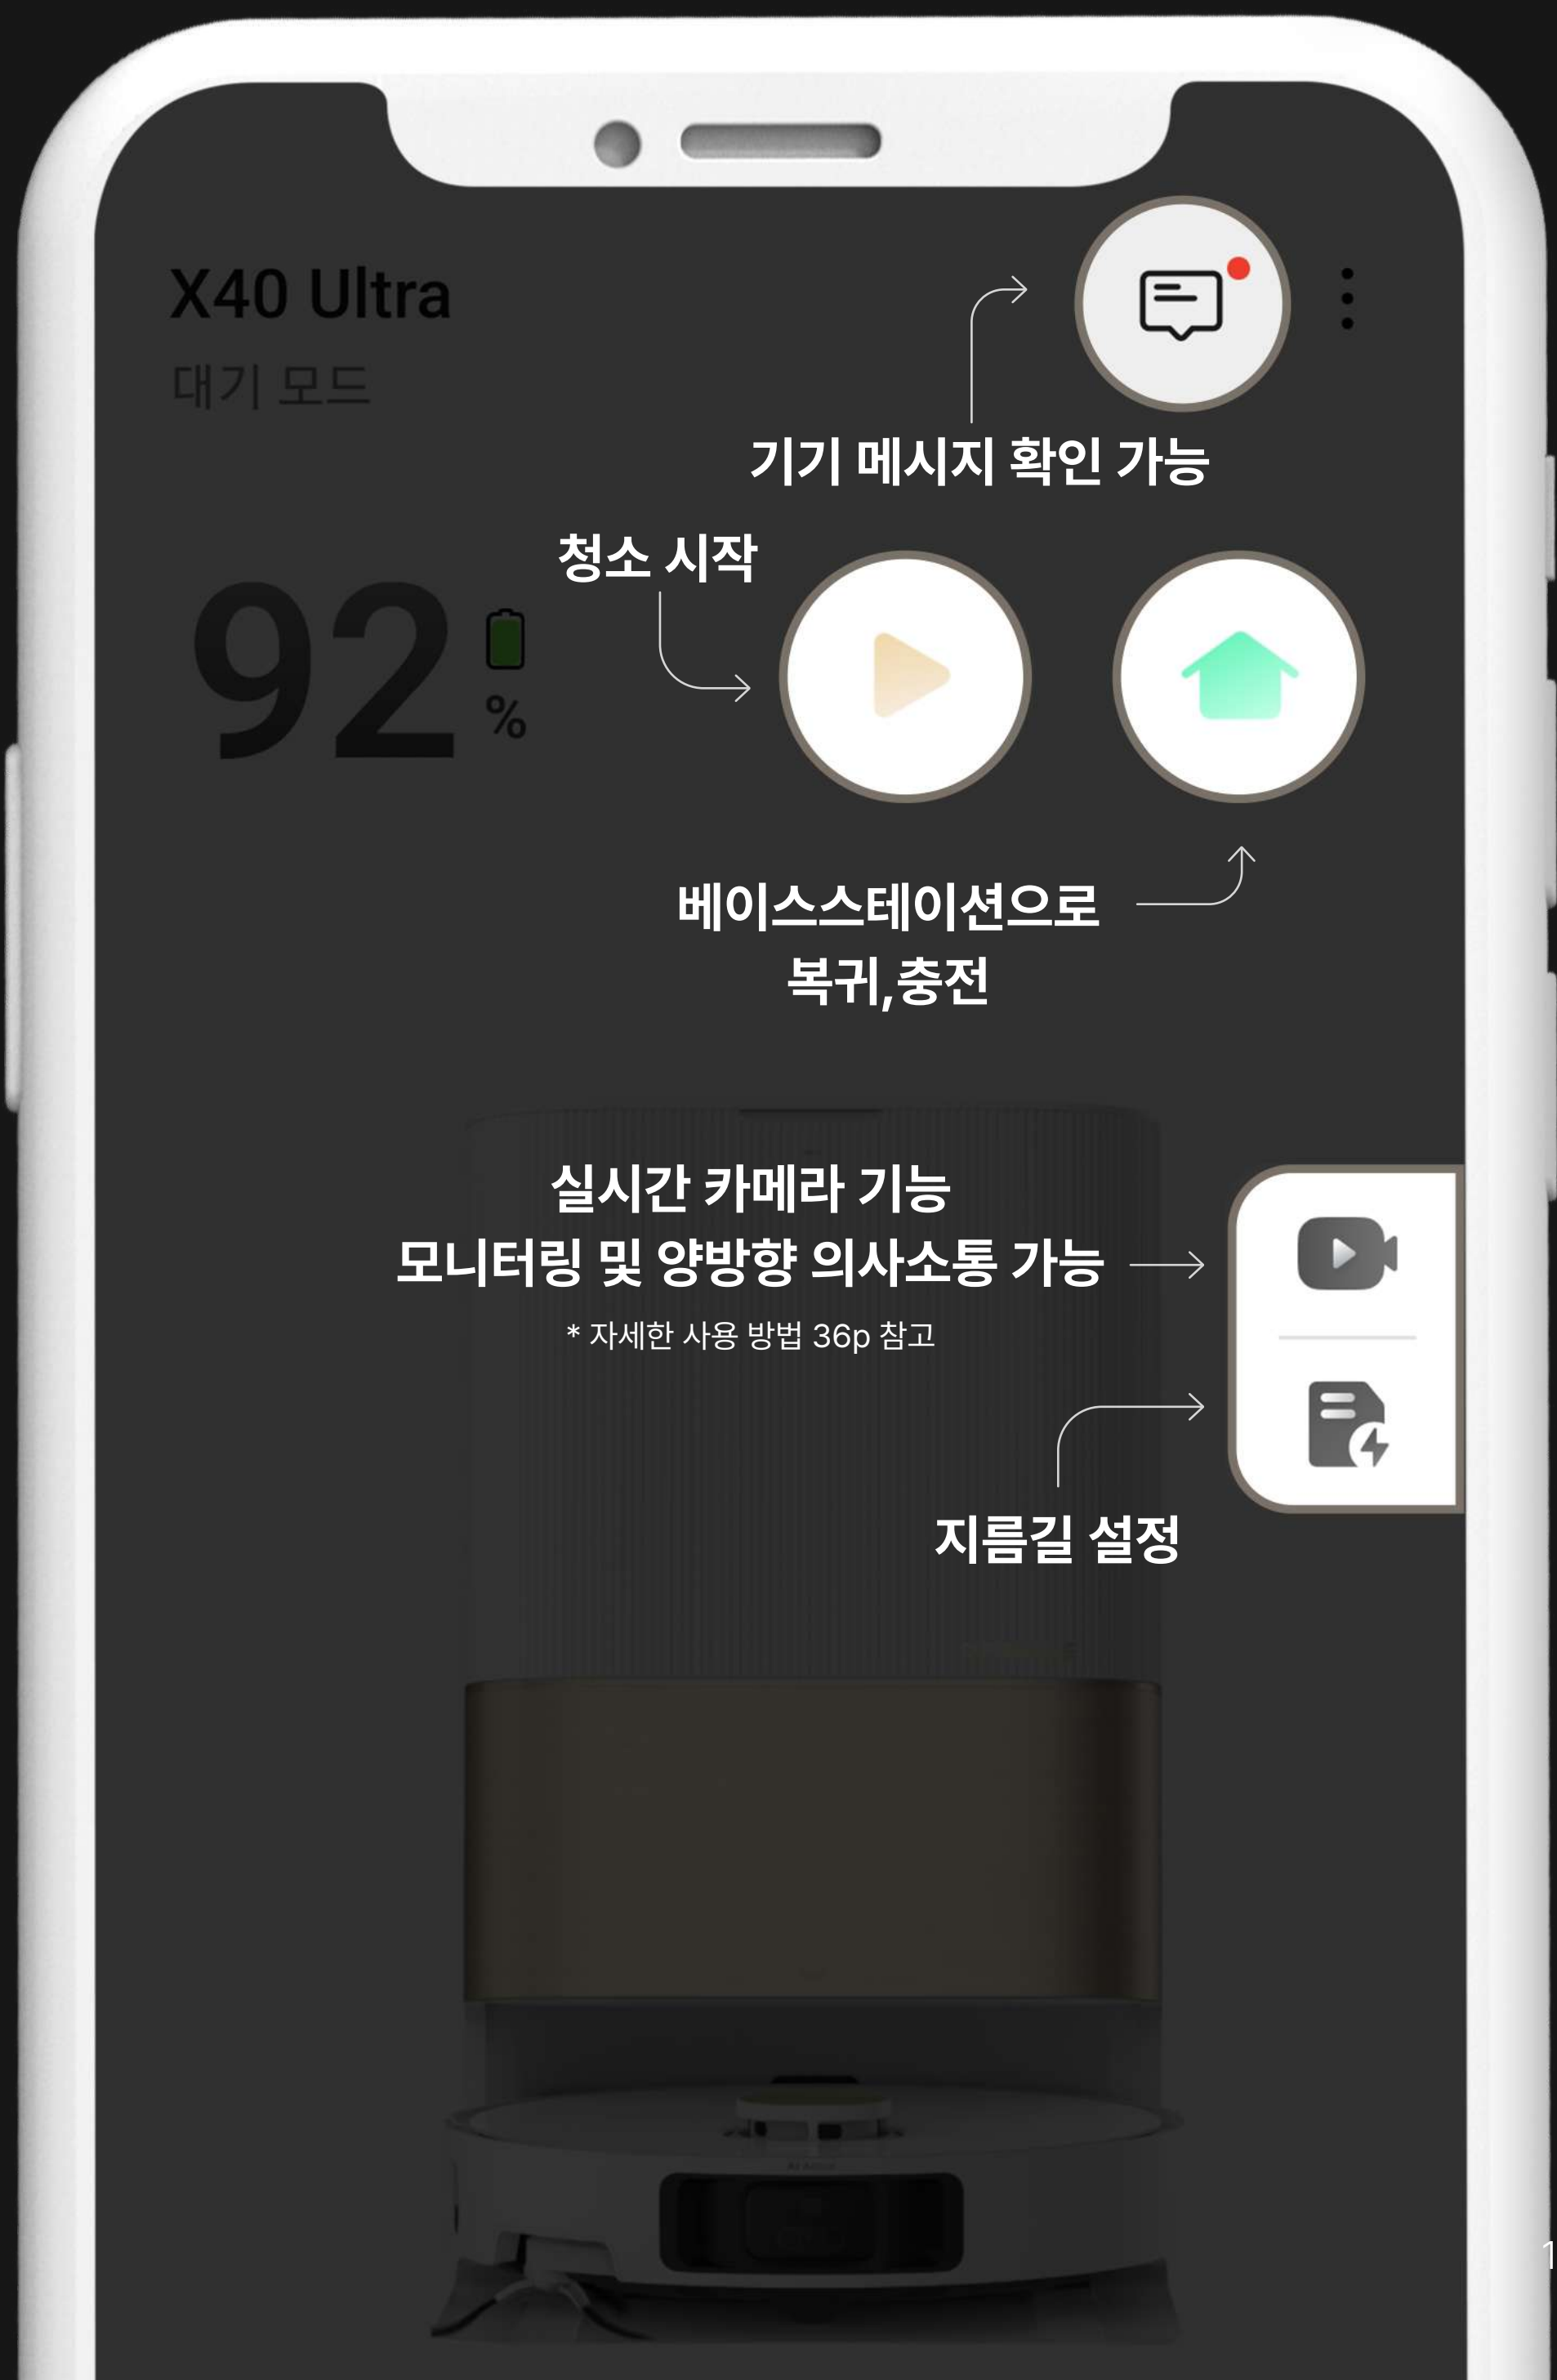 X40 Ultra
대기 모드
기기 메시지 확인 가능
청소 시작
92
%
베이스스테이션으로
복귀,충전
실시간 카메라 기능
모니터링 및 양방향 의사소통 가능
* 자세한 사용 방법 36p 참고
지름길 설정